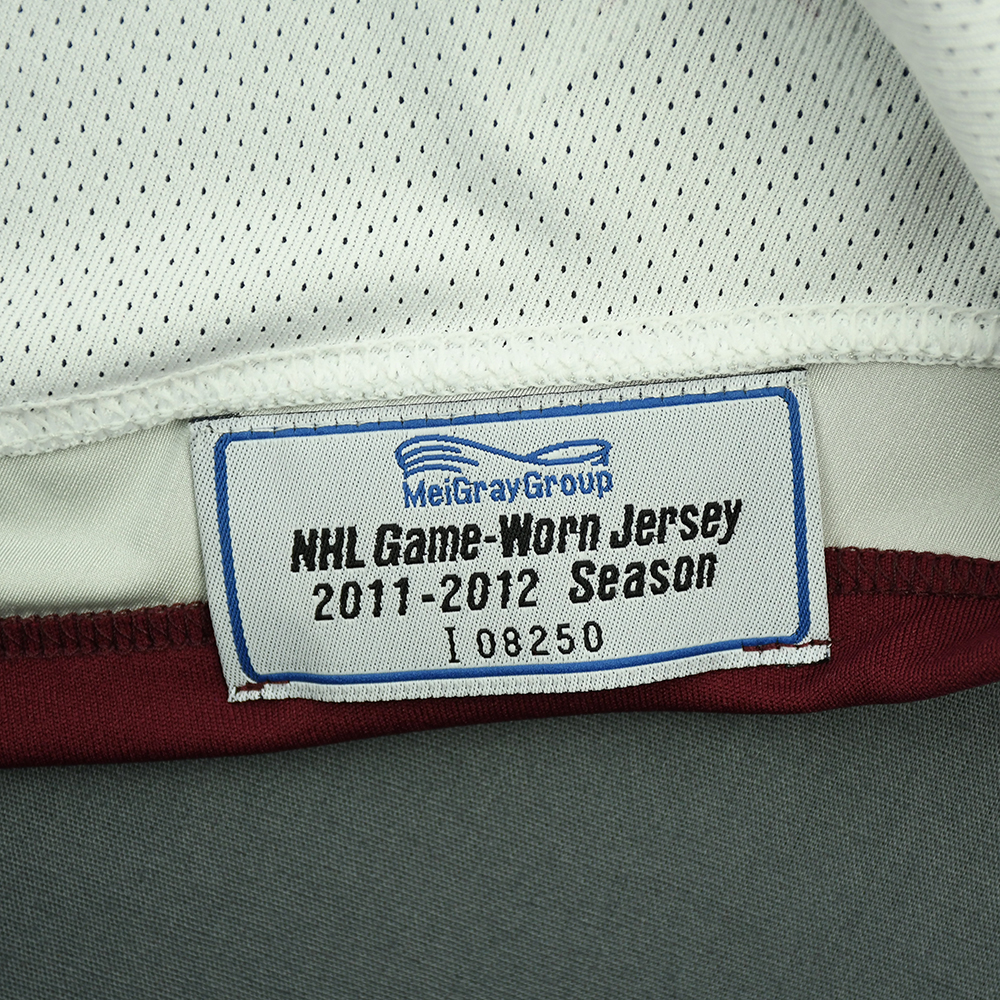 MeiGrayGroup
NHL Game-Worn Jersey
2011-2012 Season
I 08250